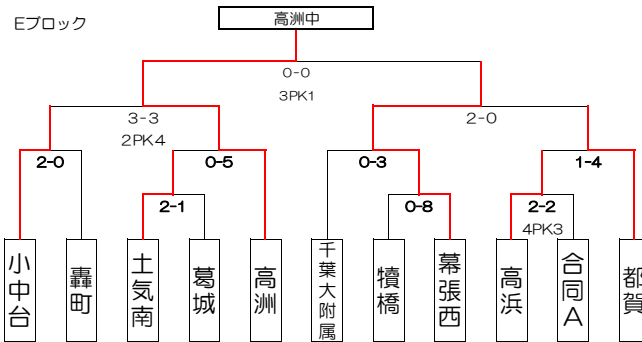 Eブロック
高洲中
0-0
3PK1
3-3
2PK4
2-0
2-0
0-5
0-3
1-4
2-1
0-8
2-2
4PK3
小中台
轟町
土気南
葛城
高洲
千葉大附属
犢橋
幕張西
高浜
合同A
都賀